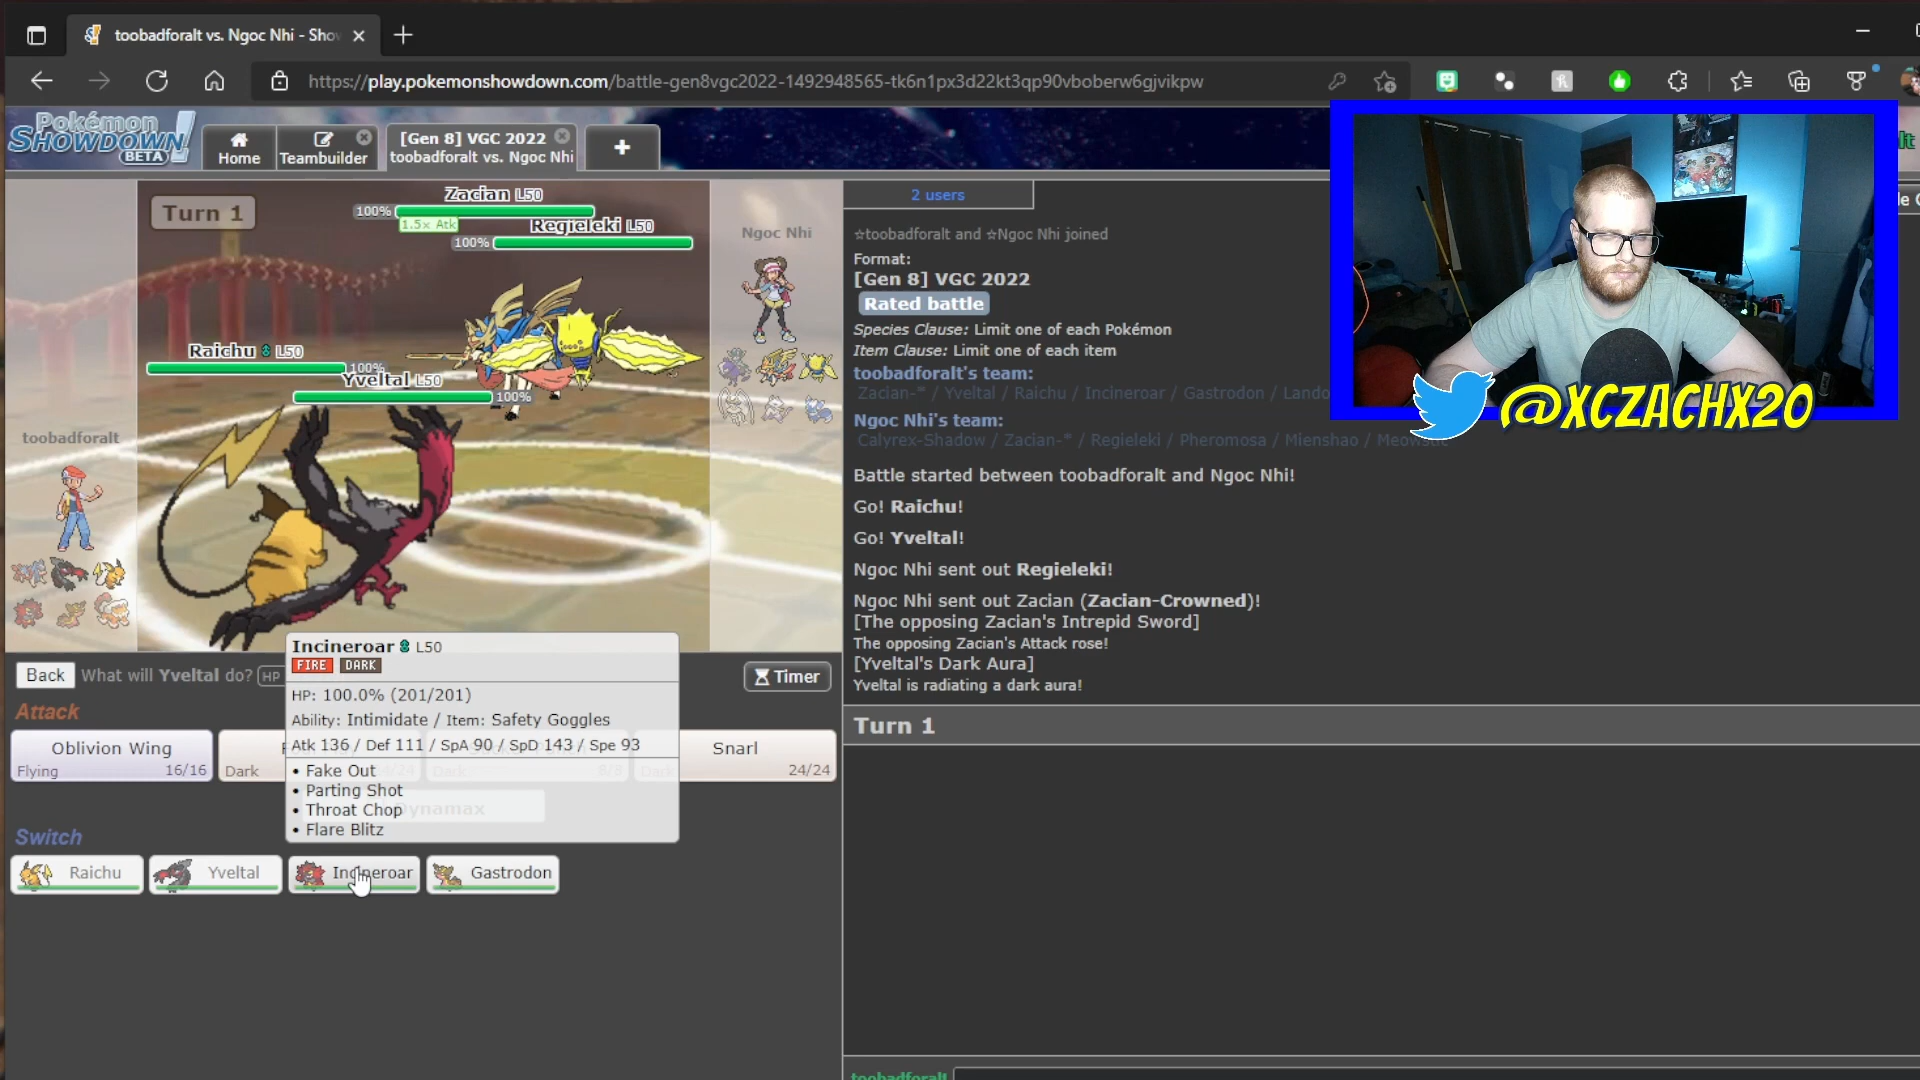 toobadforalt vs. Ngoc Nhi - Sho
https://play.pokemonshowdown.com/battle-gen8vgc2022-1492948565-tk6n1px3d22kt3qp90vboberw6gjvikpw
Pokémon
SHOWDOWN!
BETA
Home
Teambuilder
[Gen 8] VGC 2022
toobadforalt vs. Ngoc Nhi
Turn 1
Zacian L50
100%
1.5× Atk
Regieleki L50
100%
Raichu L50
100%
Yveltal L50
100%
Ngoc Nhi
toobadforalt
2 users
☆toobadforalt and ☆Ngoc Nhi joined
Format:
[Gen 8] VGC 2022
Rated battle
Species Clause: Limit one of each Pokémon
Item Clause: Limit one of each item
toobadforalt's team:
Zacian-* / Yveltal / Raichu / Incineroar / Gastrodon / Lando
Ngoc Nhi's team:
Calyrex-Shadow / Zacian-* / Regieleki / Pheromosa / Mienshao / Meowstic
Battle started between toobadforalt and Ngoc Nhi!
Go! Raichu!
Go! Yveltal!
Ngoc Nhi sent out Regieleki!
Ngoc Nhi sent out Zacian (Zacian-Crowned)!
[The opposing Zacian's Intrepid Sword]
The opposing Zacian's Attack rose!
[Yveltal's Dark Aura]
Yveltal is radiating a dark aura!
Turn 1
@XCZACHX20
Back
What will Yveltal do?
HP
Timer
Attack
Oblivion Wing
Flying 16/16
Dark
Snarl
24/24
Dynamax
Incineroar L50
FIRE DARK
HP: 100.0% (201/201)
Ability: Intimidate / Item: Safety Goggles
Atk 136 / Def 111 / SpA 90 / SpD 143 / Spe 93
• Fake Out
• Parting Shot
• Throat Chop
• Flare Blitz
Switch
Raichu
Yveltal
Incineroar
Gastrodon
toobadforalt